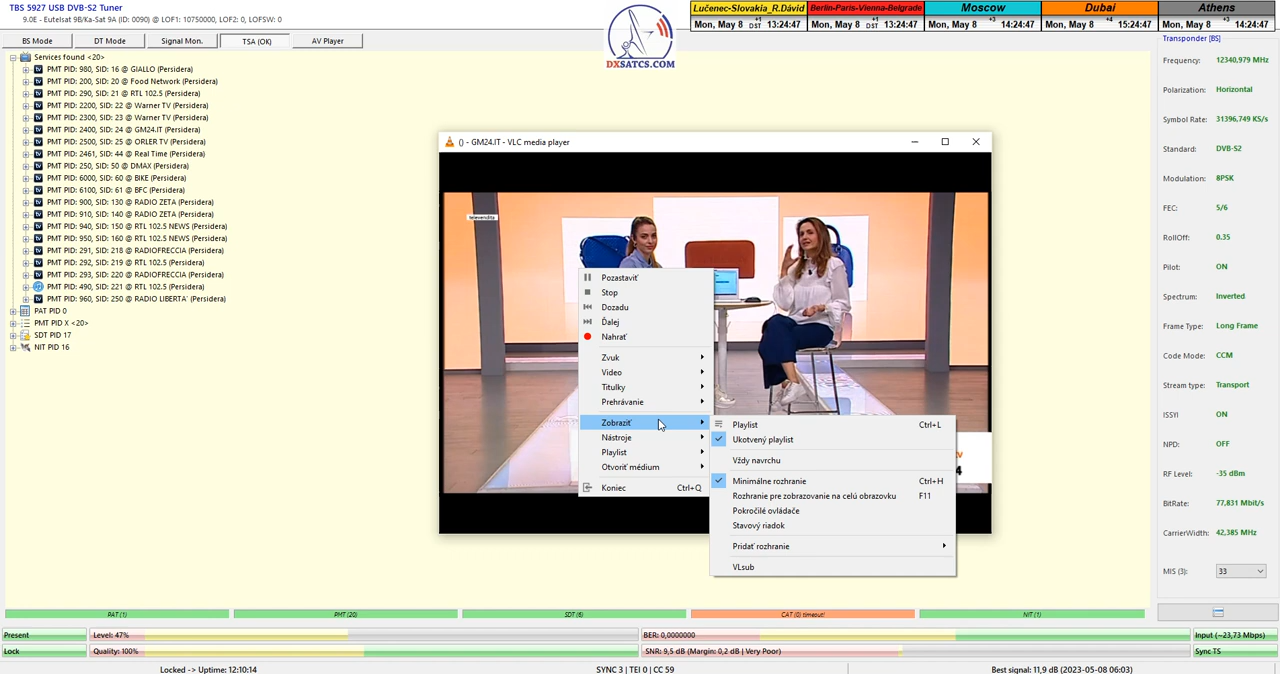 TBS 5927 USB DVB-S2 Tuner
9.0E - Eutelsat 9B/Ka-Sat 9A (ID: 0090) @ LOF1: 10750000, LOF2: 0, LOFSW: 0
Lučenec-Slovakia_R.Dávid
Mon, May 8 +1 DST 13:24:47
Berlin-Paris-Vienna-Belgrade
Mon, May 8 +1 DST 13:24:47
Moscow
Mon, May 8 +3 14:24:47
Dubai
Mon, May 8 +4 15:24:47
Athens
Mon, May 8 +2 DST 14:24:47
BS Mode
DT Mode
Signal Mon.
TSA (OK)
AV Player
DXSATCS.COM
Services found <20>
PMT PID: 980, SID: 16 @ GIALLO (Persidera)
PMT PID: 200, SID: 20 @ Food Network (Persidera)
PMT PID: 290, SID: 21 @ RTL 102.5 (Persidera)
PMT PID: 2200, SID: 22 @ Warner TV (Persidera)
PMT PID: 2300, SID: 23 @ Warner TV (Persidera)
PMT PID: 2400, SID: 24 @ GM24.IT (Persidera)
PMT PID: 2500, SID: 25 @ ORLER TV (Persidera)
PMT PID: 2461, SID: 44 @ Real Time (Persidera)
PMT PID: 250, SID: 50 @ DMAX (Persidera)
PMT PID: 6000, SID: 60 @ BIKE (Persidera)
PMT PID: 6100, SID: 61 @ BFC (Persidera)
PMT PID: 900, SID: 130 @ RADIO ZETA (Persidera)
PMT PID: 910, SID: 140 @ RADIO ZETA (Persidera)
PMT PID: 940, SID: 150 @ RTL 102.5 NEWS (Persidera)
PMT PID: 950, SID: 160 @ RTL 102.5 NEWS (Persidera)
PMT PID: 291, SID: 218 @ RADIOFRECCIA (Persidera)
PMT PID: 292, SID: 219 @ RTL 102.5 (Persidera)
PMT PID: 293, SID: 220 @ RADIOFRECCIA (Persidera)
PMT PID: 490, SID: 221 @ RTL 102.5 (Persidera)
PMT PID: 960, SID: 250 @ RADIO LIBERTA' (Persidera)
PAT PID 0
PMT PID X <20>
SDT PID 17
NIT PID 16
() - GM24.IT - VLC media player
televendita
Pozastaviť
Stop
Dozadu
Ďalej
Nahrať
Zvuk
Video
Titulky
Prehrávanie
Zobraziť
Nástroje
Playlist
Otvoriť médium
Koniec Ctrl+Q
Playlist Ctrl+L
Ukotvený playlist
Vždy navrchu
Minimálne rozhranie Ctrl+H
Rozhranie pre zobrazovanie na celú obrazovku F11
Pokročilé ovládače
Stavový riadok
Pridať rozhranie
VLsub
Transponder [BS]
Frequency: 12340,979 MHz
Polarization: Horizontal
Symbol Rate: 31396,749 KS/s
Standard: DVB-S2
Modulation: 8PSK
FEC: 5/6
RollOff: 0.35
Pilot: ON
Spectrum: Inverted
Frame Type: Long Frame
Code Mode: CCM
Stream type: Transport
ISSYI ON
NPD: OFF
RF Level: -35 dBm
BitRate: 77,831 Mbit/s
CarrierWidth: 42,385 MHz
MIS (3): 33
PAT (1)
PMT (20)
SDT (6)
CAT (0) timeout!
NIT (1)
Present
Level: 47%
BER: 0,0000000
Input (~23,73 Mbps)
Lock
Quality: 100%
SNR: 9,5 dB (Margin: 0,2 dB | Very Poor)
Sync TS
Locked -> Uptime: 12:10:14
SYNC 3 | TEI 0 | CC 59
Best signal: 11,9 dB (2023-05-08 06:03)